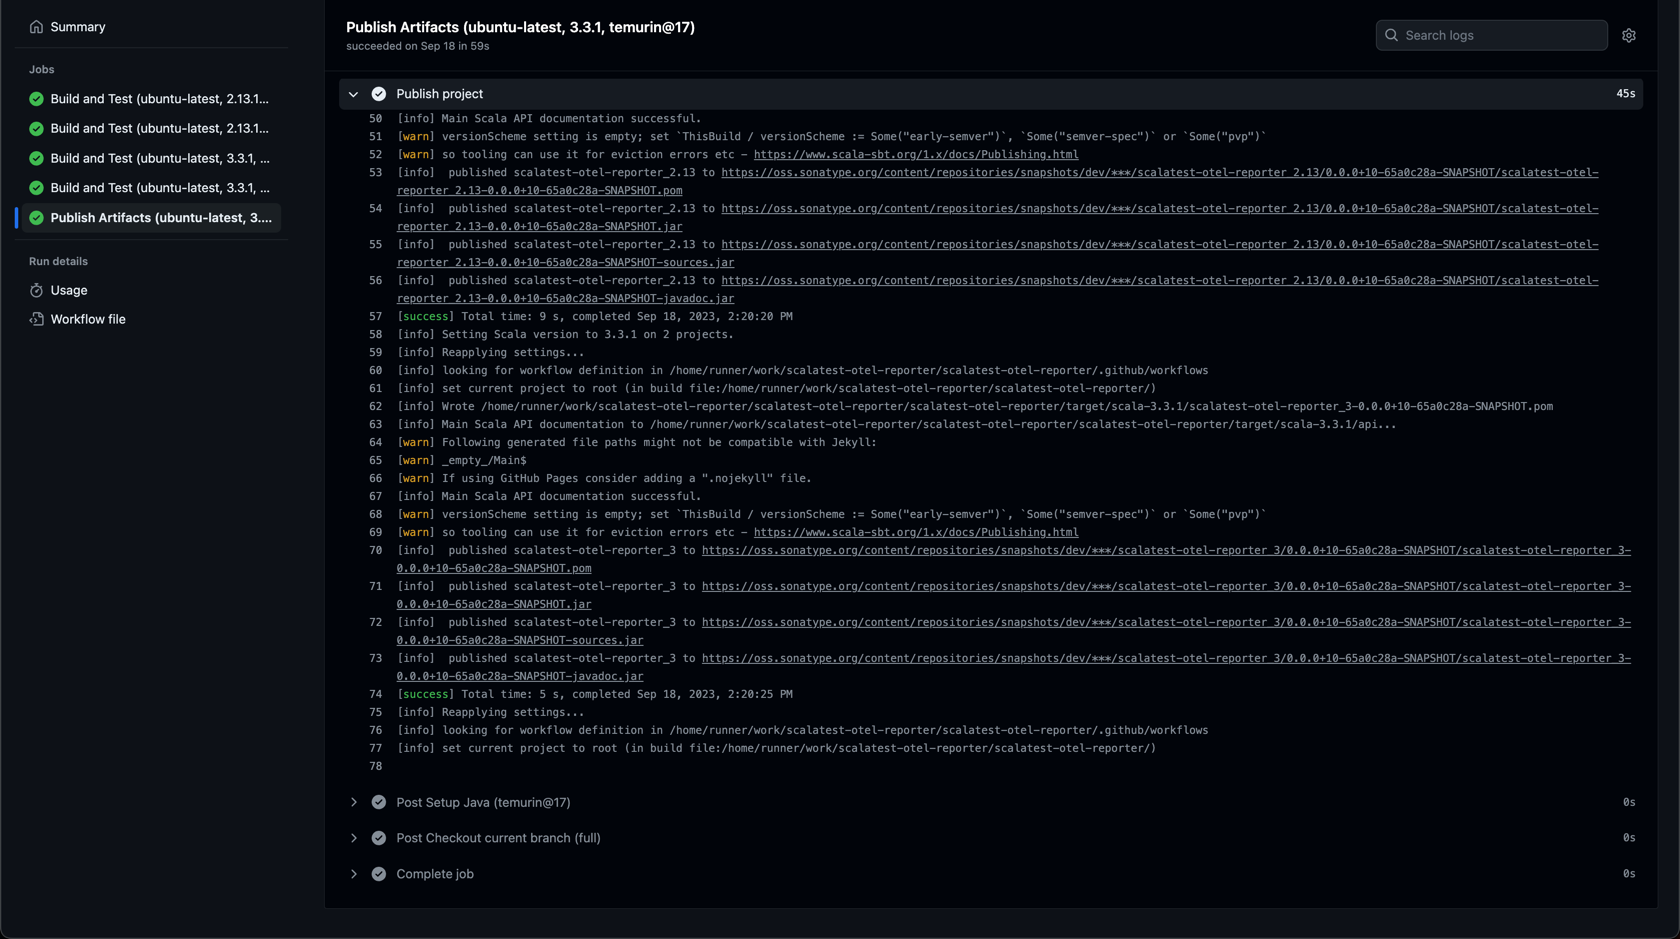 Summary
Jobs
Build and Test (ubuntu-latest, 2.13.1...
Build and Test (ubuntu-latest, 2.13.1...
Build and Test (ubuntu-latest, 3.3.1, ...
Build and Test (ubuntu-latest, 3.3.1, ...
Publish Artifacts (ubuntu-latest, 3....
Run details
Usage
Workflow file
Publish Artifacts (ubuntu-latest, 3.3.1, temurin@17)
succeeded on Sep 18 in 59s
Search logs
Publish project 45s
50 [info] Main Scala API documentation successful.
51 [warn] versionScheme setting is empty; set `ThisBuild / versionScheme := Some("early-semver")`, `Some("semver-spec")` or `Some("pvp")`
52 [warn] so tooling can use it for eviction errors etc - https://www.scala-sbt.org/1.x/docs/Publishing.html
53 [info]  published scalatest-otel-reporter_2.13 to https://oss.sonatype.org/content/repositories/snapshots/dev/***/scalatest-otel-reporter_2.13/0.0.0+10-65a0c28a-SNAPSHOT/scalatest-otel-
reporter_2.13-0.0.0+10-65a0c28a-SNAPSHOT.pom
54 [info]  published scalatest-otel-reporter_2.13 to https://oss.sonatype.org/content/repositories/snapshots/dev/***/scalatest-otel-reporter_2.13/0.0.0+10-65a0c28a-SNAPSHOT/scalatest-otel-
reporter_2.13-0.0.0+10-65a0c28a-SNAPSHOT.jar
55 [info]  published scalatest-otel-reporter_2.13 to https://oss.sonatype.org/content/repositories/snapshots/dev/***/scalatest-otel-reporter_2.13/0.0.0+10-65a0c28a-SNAPSHOT/scalatest-otel-
reporter_2.13-0.0.0+10-65a0c28a-SNAPSHOT-sources.jar
56 [info]  published scalatest-otel-reporter_2.13 to https://oss.sonatype.org/content/repositories/snapshots/dev/***/scalatest-otel-reporter_2.13/0.0.0+10-65a0c28a-SNAPSHOT/scalatest-otel-
reporter_2.13-0.0.0+10-65a0c28a-SNAPSHOT-javadoc.jar
57 [success] Total time: 9 s, completed Sep 18, 2023, 2:20:20 PM
58 [info] Setting Scala version to 3.3.1 on 2 projects.
59 [info] Reapplying settings...
60 [info] looking for workflow definition in /home/runner/work/scalatest-otel-reporter/scalatest-otel-reporter/.github/workflows
61 [info] set current project to root (in build file:/home/runner/work/scalatest-otel-reporter/scalatest-otel-reporter/)
62 [info] Wrote /home/runner/work/scalatest-otel-reporter/scalatest-otel-reporter/scalatest-otel-reporter/target/scala-3.3.1/scalatest-otel-reporter_3-0.0.0+10-65a0c28a-SNAPSHOT.pom
63 [info] Main Scala API documentation to /home/runner/work/scalatest-otel-reporter/scalatest-otel-reporter/scalatest-otel-reporter/target/scala-3.3.1/api...
64 [warn] Following generated file paths might not be compatible with Jekyll:
65 [warn] _empty_/Main$
66 [warn] If using GitHub Pages consider adding a ".nojekyll" file.
67 [info] Main Scala API documentation successful.
68 [warn] versionScheme setting is empty; set `ThisBuild / versionScheme := Some("early-semver")`, `Some("semver-spec")` or `Some("pvp")`
69 [warn] so tooling can use it for eviction errors etc - https://www.scala-sbt.org/1.x/docs/Publishing.html
70 [info]  published scalatest-otel-reporter_3 to https://oss.sonatype.org/content/repositories/snapshots/dev/***/scalatest-otel-reporter_3/0.0.0+10-65a0c28a-SNAPSHOT/scalatest-otel-reporter_3-
0.0.0+10-65a0c28a-SNAPSHOT.pom
71 [info]  published scalatest-otel-reporter_3 to https://oss.sonatype.org/content/repositories/snapshots/dev/***/scalatest-otel-reporter_3/0.0.0+10-65a0c28a-SNAPSHOT/scalatest-otel-reporter_3-
0.0.0+10-65a0c28a-SNAPSHOT.jar
72 [info]  published scalatest-otel-reporter_3 to https://oss.sonatype.org/content/repositories/snapshots/dev/***/scalatest-otel-reporter_3/0.0.0+10-65a0c28a-SNAPSHOT/scalatest-otel-reporter_3-
0.0.0+10-65a0c28a-SNAPSHOT-sources.jar
73 [info]  published scalatest-otel-reporter_3 to https://oss.sonatype.org/content/repositories/snapshots/dev/***/scalatest-otel-reporter_3/0.0.0+10-65a0c28a-SNAPSHOT/scalatest-otel-reporter_3-
0.0.0+10-65a0c28a-SNAPSHOT-javadoc.jar
74 [success] Total time: 5 s, completed Sep 18, 2023, 2:20:25 PM
75 [info] Reapplying settings...
76 [info] looking for workflow definition in /home/runner/work/scalatest-otel-reporter/scalatest-otel-reporter/.github/workflows
77 [info] set current project to root (in build file:/home/runner/work/scalatest-otel-reporter/scalatest-otel-reporter/)
78
Post Setup Java (temurin@17) 0s
Post Checkout current branch (full) 0s
Complete job 0s